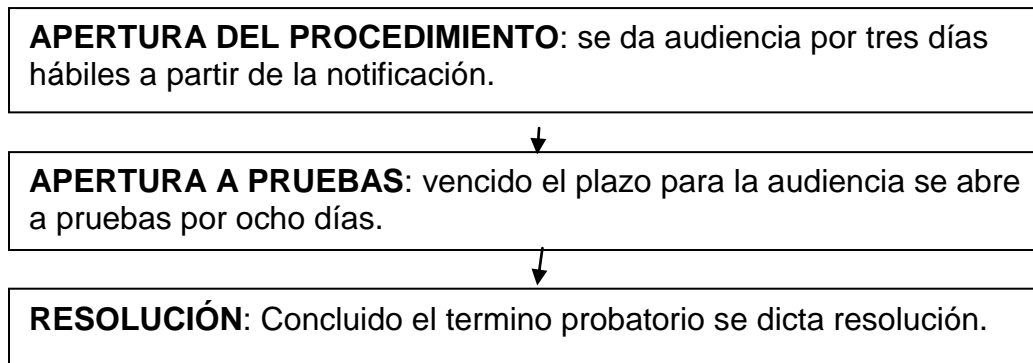 APERTURA DEL PROCEDIMIENTO: se da audiencia por tres días
hábiles a partir de la notificación.
APERTURA A PRUEBAS: vencido el plazo para la audiencia se abre
a pruebas por ocho días.
RESOLUCIÓN: Concluido el termino probatorio se dicta resolución.